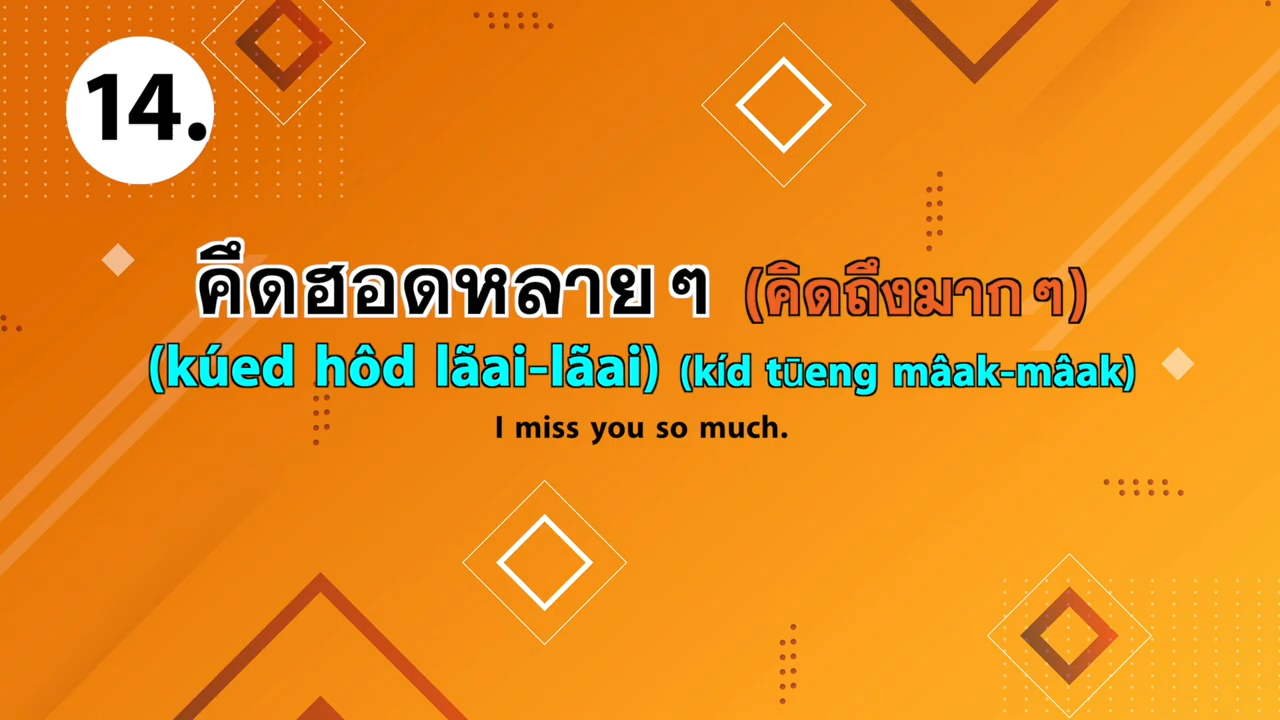 14.
คึดฮอดหลาย ๆ (คิดถึงมาก ๆ)
(kúed hôd lãai-lãai) (kíd tūeng mâak-mâak)
I miss you so much.